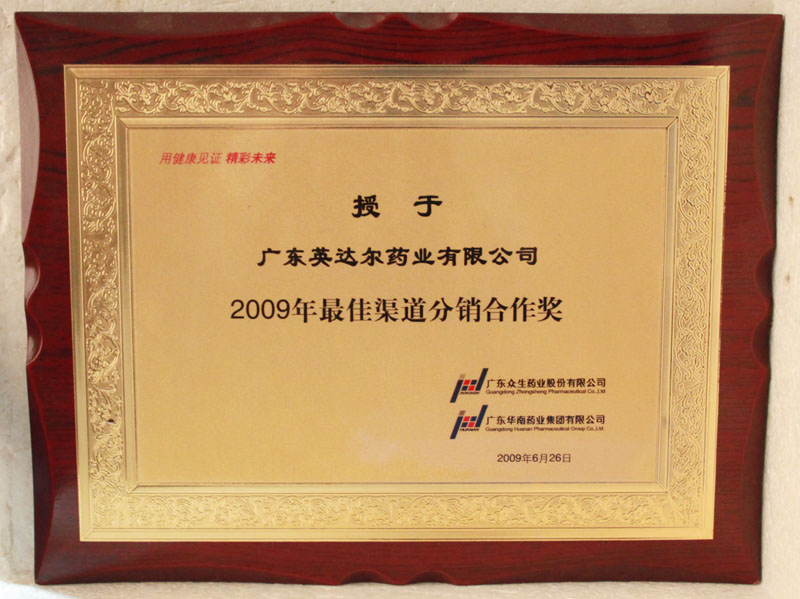 用健康见证 精彩未来
授 于
广东英达尔药业有限公司
2009年最佳渠道分销合作奖
广东众生药业股份有限公司
Guangdong Zhongsheng Pharmaceutical Co.,Ltd
广东华南药业集团有限公司
Guangdong Huanan Pharmaceutical Group Co.,Ltd.
2009年6月26日